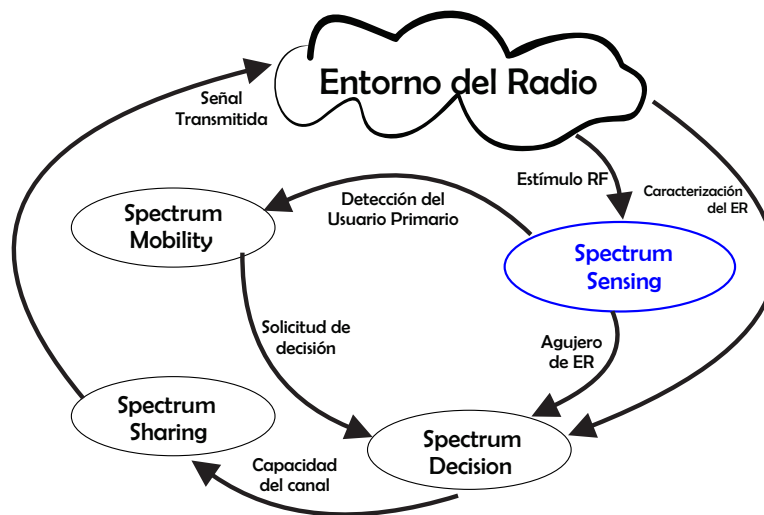 Entorno del Radio
Señal
Transmitida
Estímulo RF
Caracterización
del ER
Detección del
Usuario Primario
Spectrum
Mobility
Spectrum
Sensing
Solicitud de
decisión
Agujero
de ER
Spectrum
Sharing
Spectrum
Decision
Capacidad
del canal